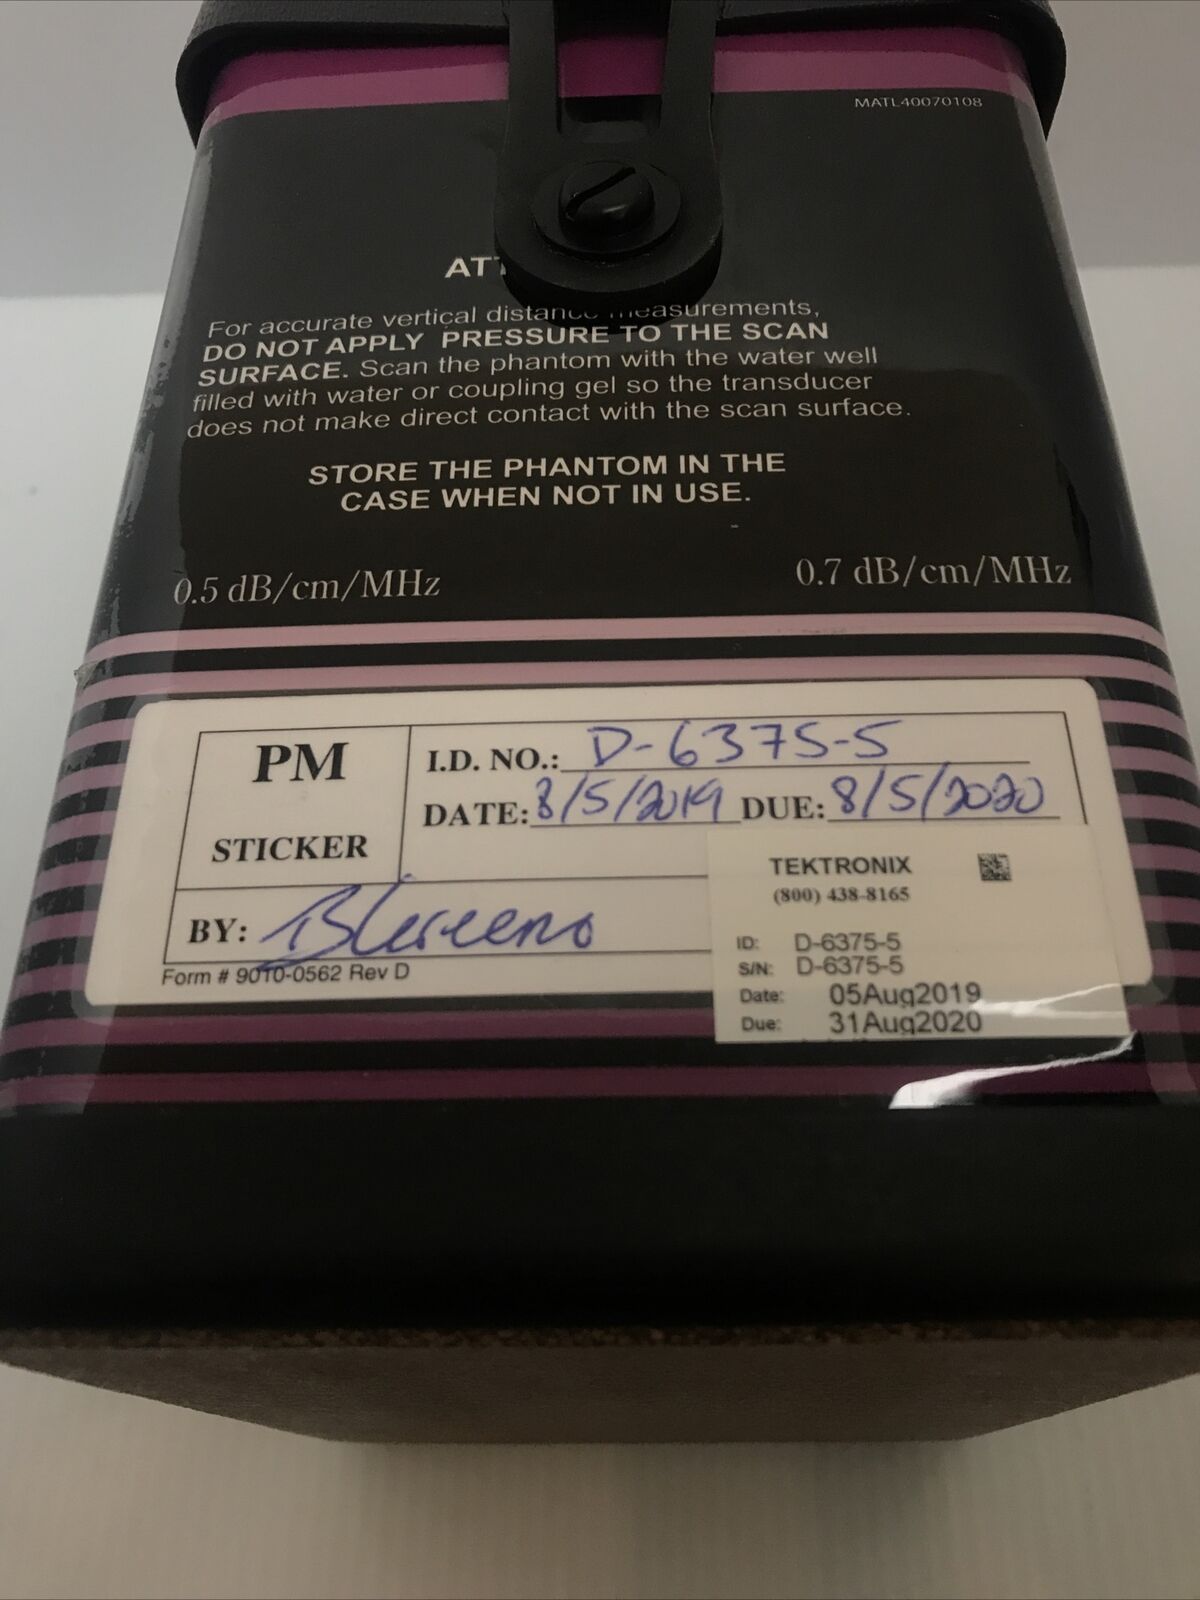 MATL40070108
For accurate vertical distance measurements,
DO NOT APPLY PRESSURE TO THE SCAN
SURFACE. Scan the phantom with the water well
filled with water or coupling gel so the transducer
does not make direct contact with the scan surface.
STORE THE PHANTOM IN THE
CASE WHEN NOT IN USE.
0.5 dB/cm/MHz
0.7 dB/cm/MHz
PM
STICKER
I.D. NO.: D-6375-5
DATE: 8/5/2019 DUE: 8/5/2020
BY:
Form # 9010-0562 Rev D
TEKTRONIX
(800) 438-8165
ID: D-6375-5
S/N: D-6375-5
Date: 05Aug2019
Due: 31Aug2020